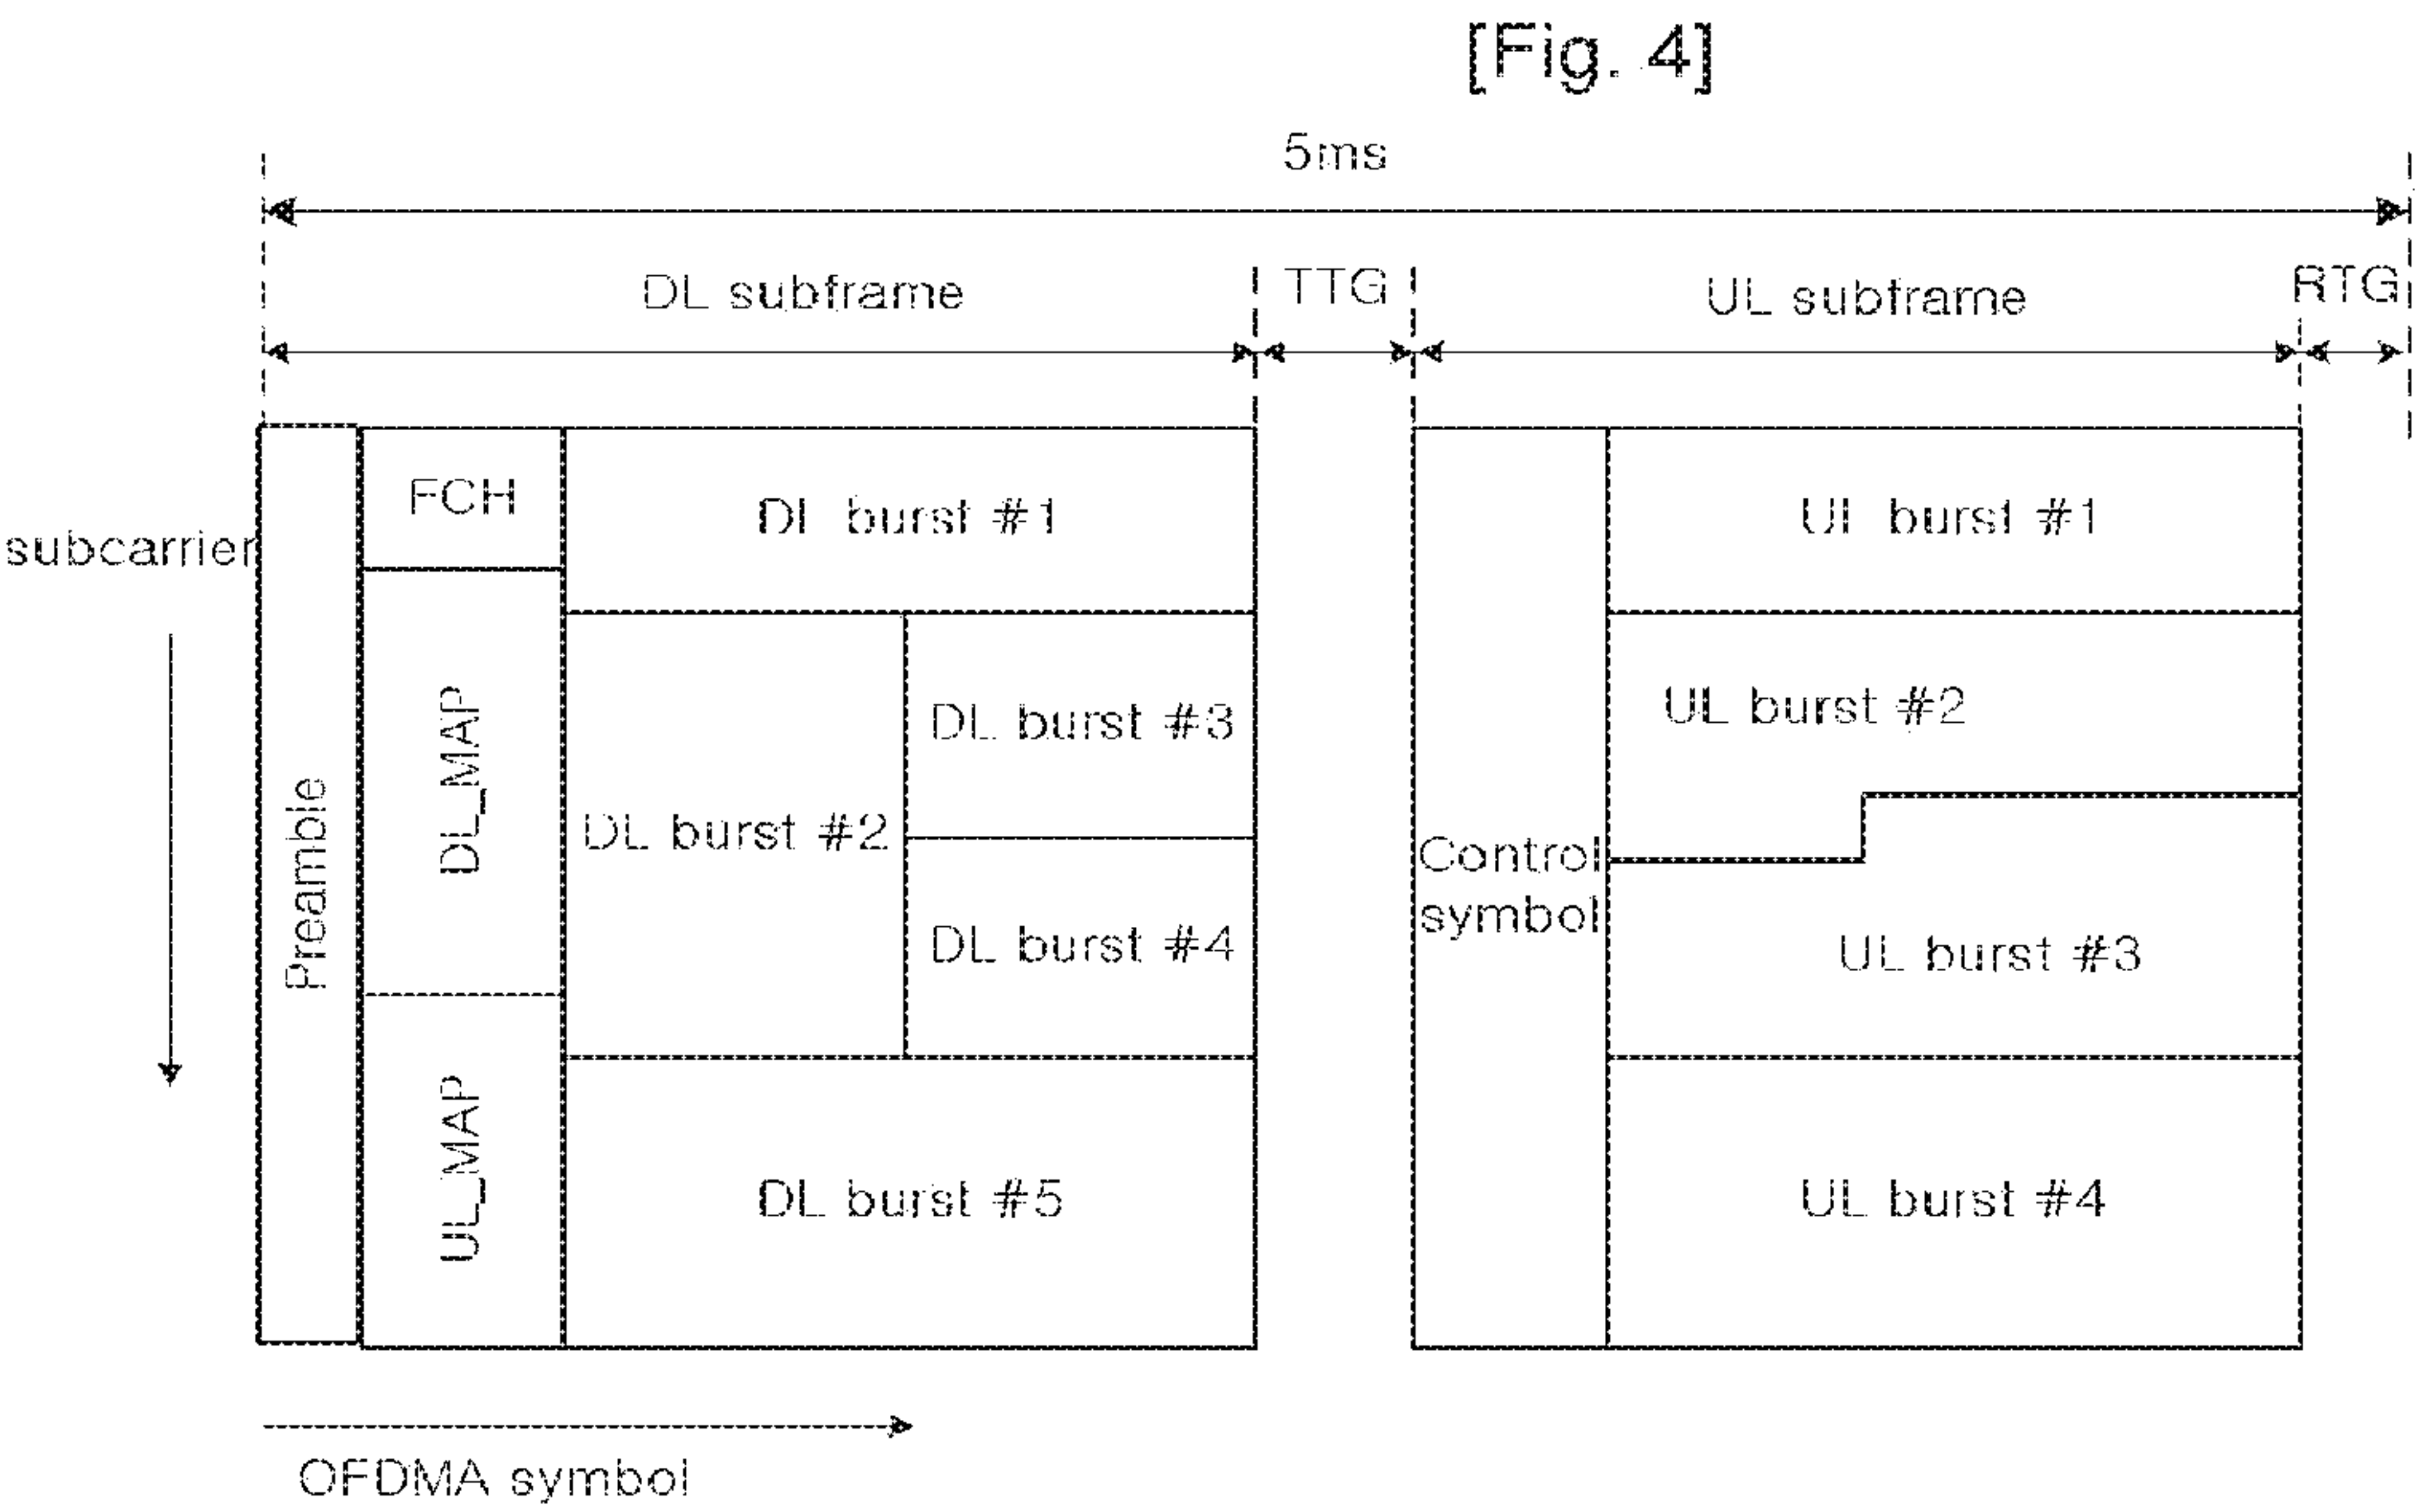 [Fig. 4]
5ms
DL subframe
TTG
UL subframe
RTG
subcarrier
Preamble
FCH
DL_MAP
UL_MAP
DL burst #1
DL burst #2
DL burst #3
DL burst #4
DL burst #5
Control
symbol
UL burst #1
UL burst #2
UL burst #3
UL burst #4
OFDMA symbol